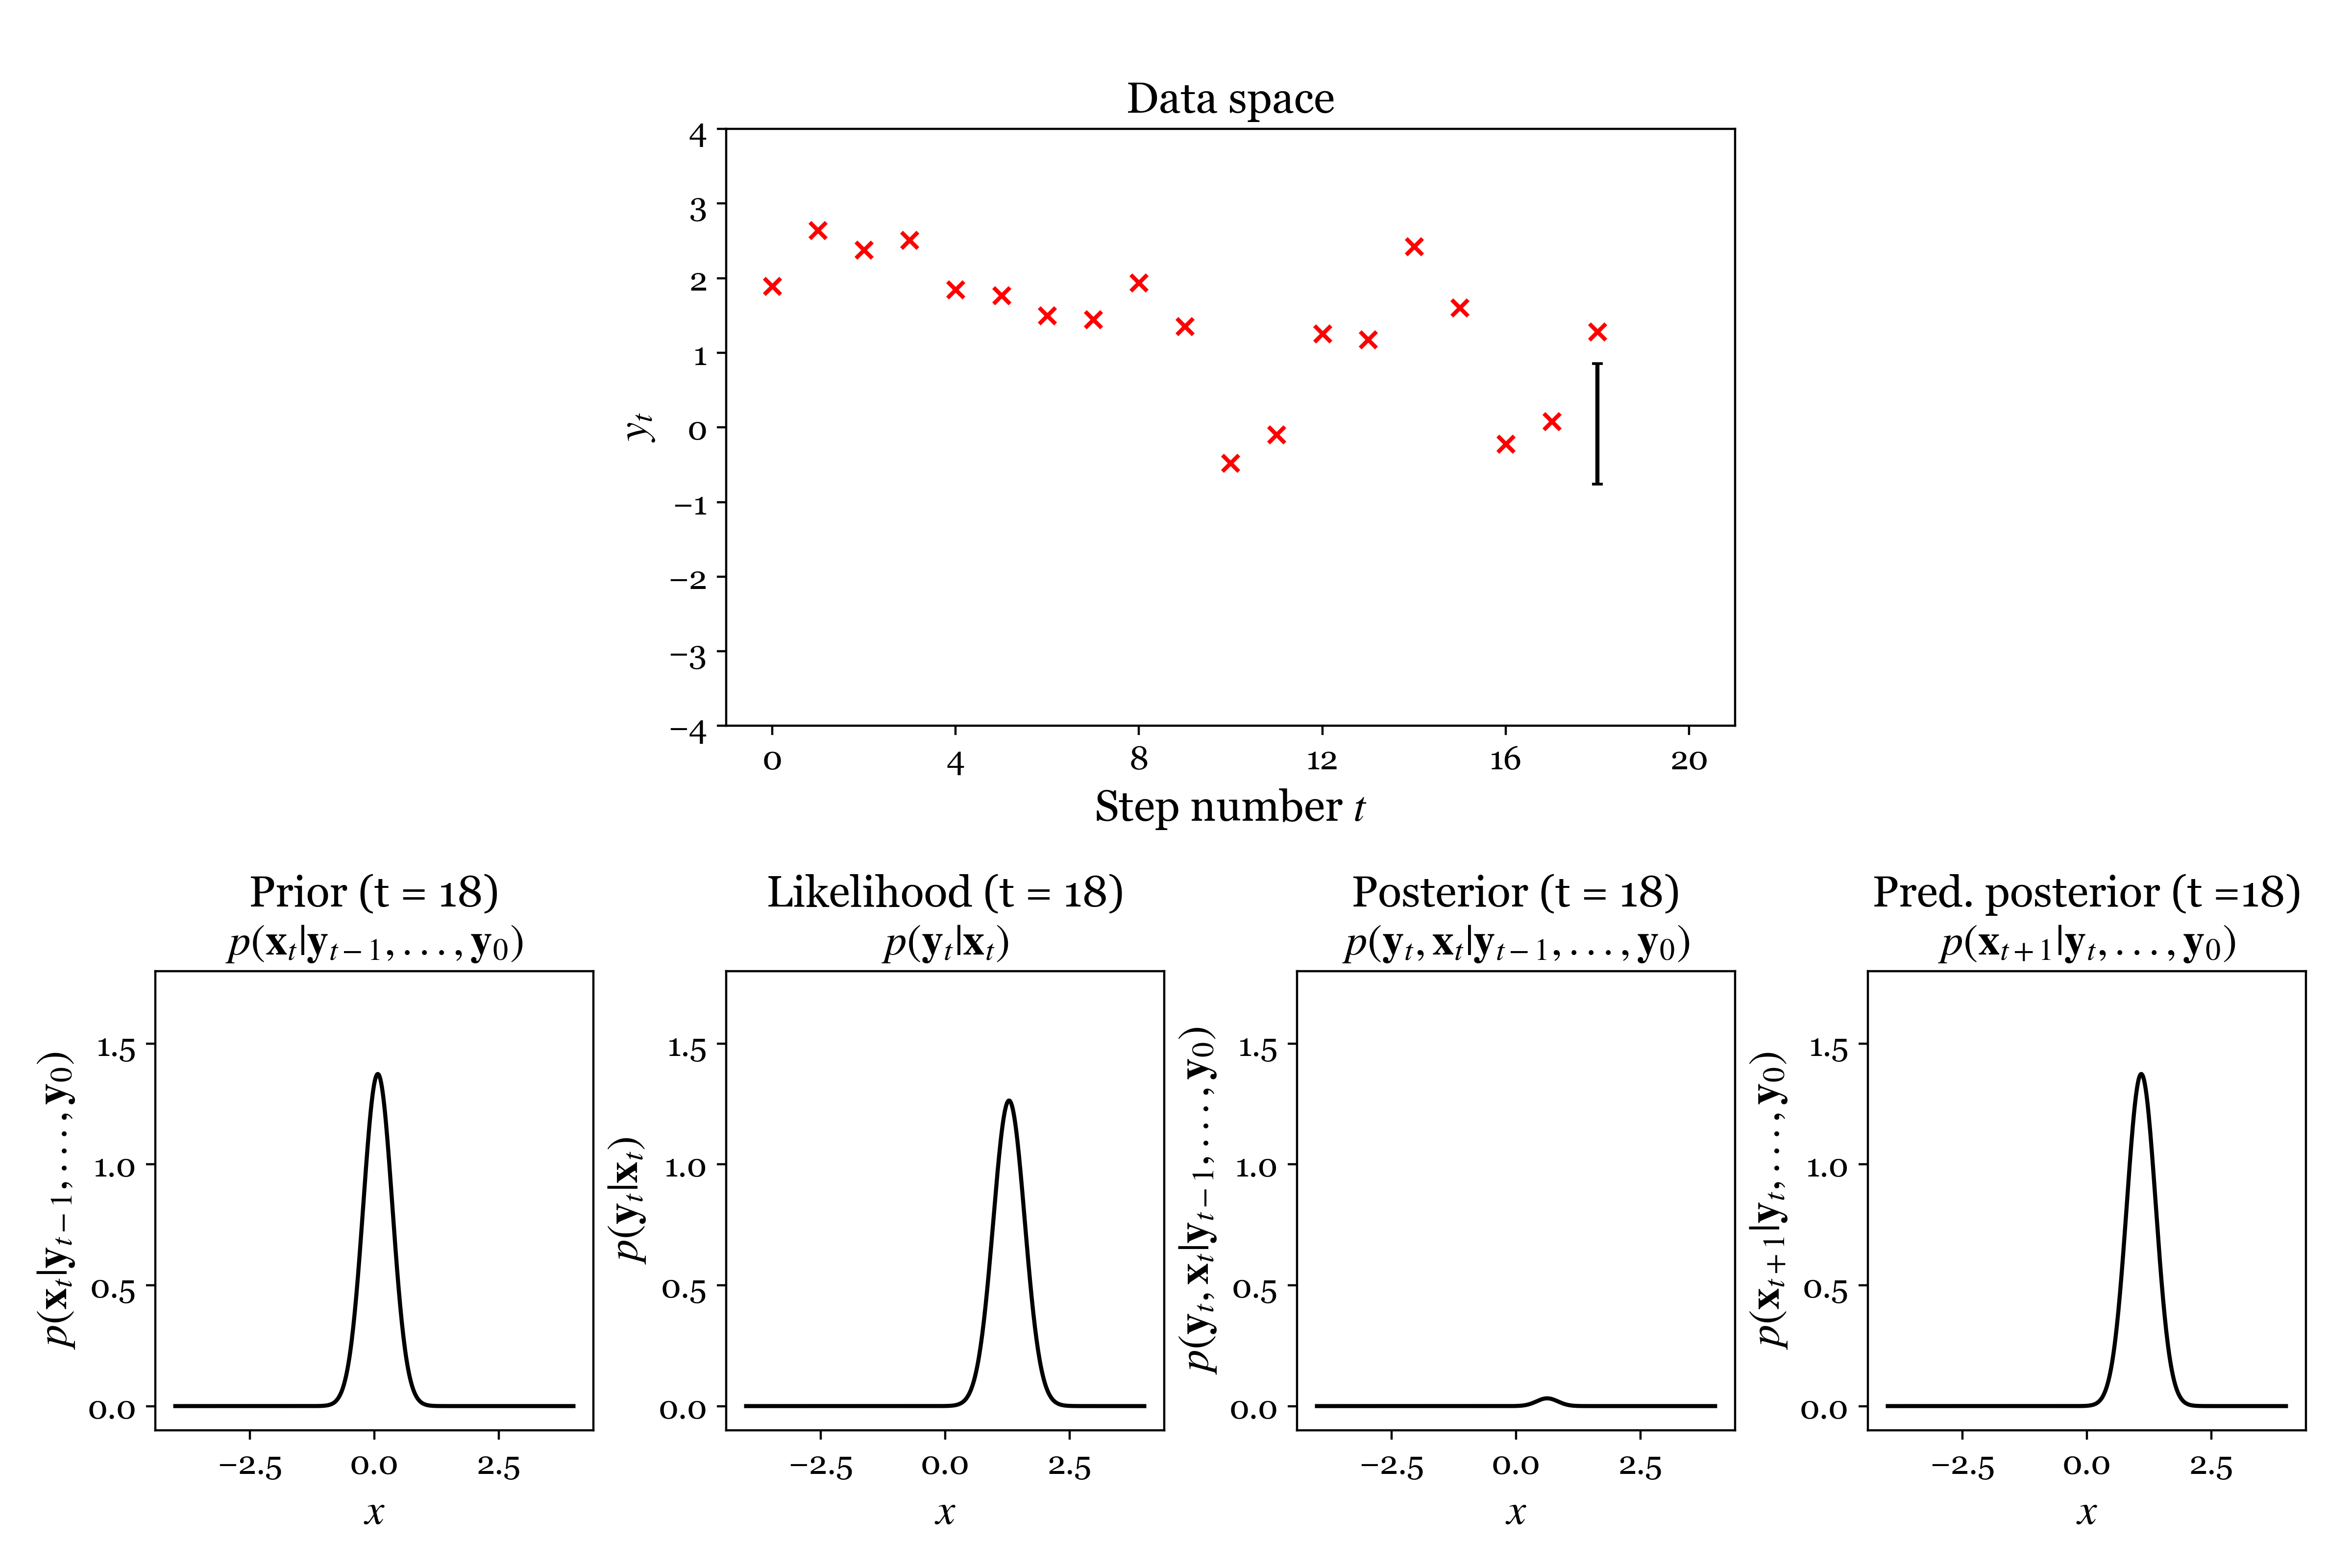 Data space
4
3
2
1
0
−1
−2
−3
−4
y_t
0 4 8 12 16 20
Step number t
Prior (t = 18)
p(x_t|y_{t−1}, . . . , y_0)
p(x_t|y_{t−1}, . . . , y_0)
1.5
1.0
0.5
0.0
−2.5 0.0 2.5
x
Likelihood (t = 18)
p(y_t|x_t)
p(y_t|x_t)
1.5
1.0
0.5
0.0
−2.5 0.0 2.5
x
Posterior (t = 18)
p(y_t, x_t|y_{t−1}, . . . , y_0)
p(y_t, x_t|y_{t−1}, . . . , y_0)
1.5
1.0
0.5
0.0
−2.5 0.0 2.5
x
Pred. posterior (t =18)
p(x_{t+1}|y_t, . . . , y_0)
p(x_{t+1}|y_t, . . . , y_0)
1.5
1.0
0.5
0.0
−2.5 0.0 2.5
x